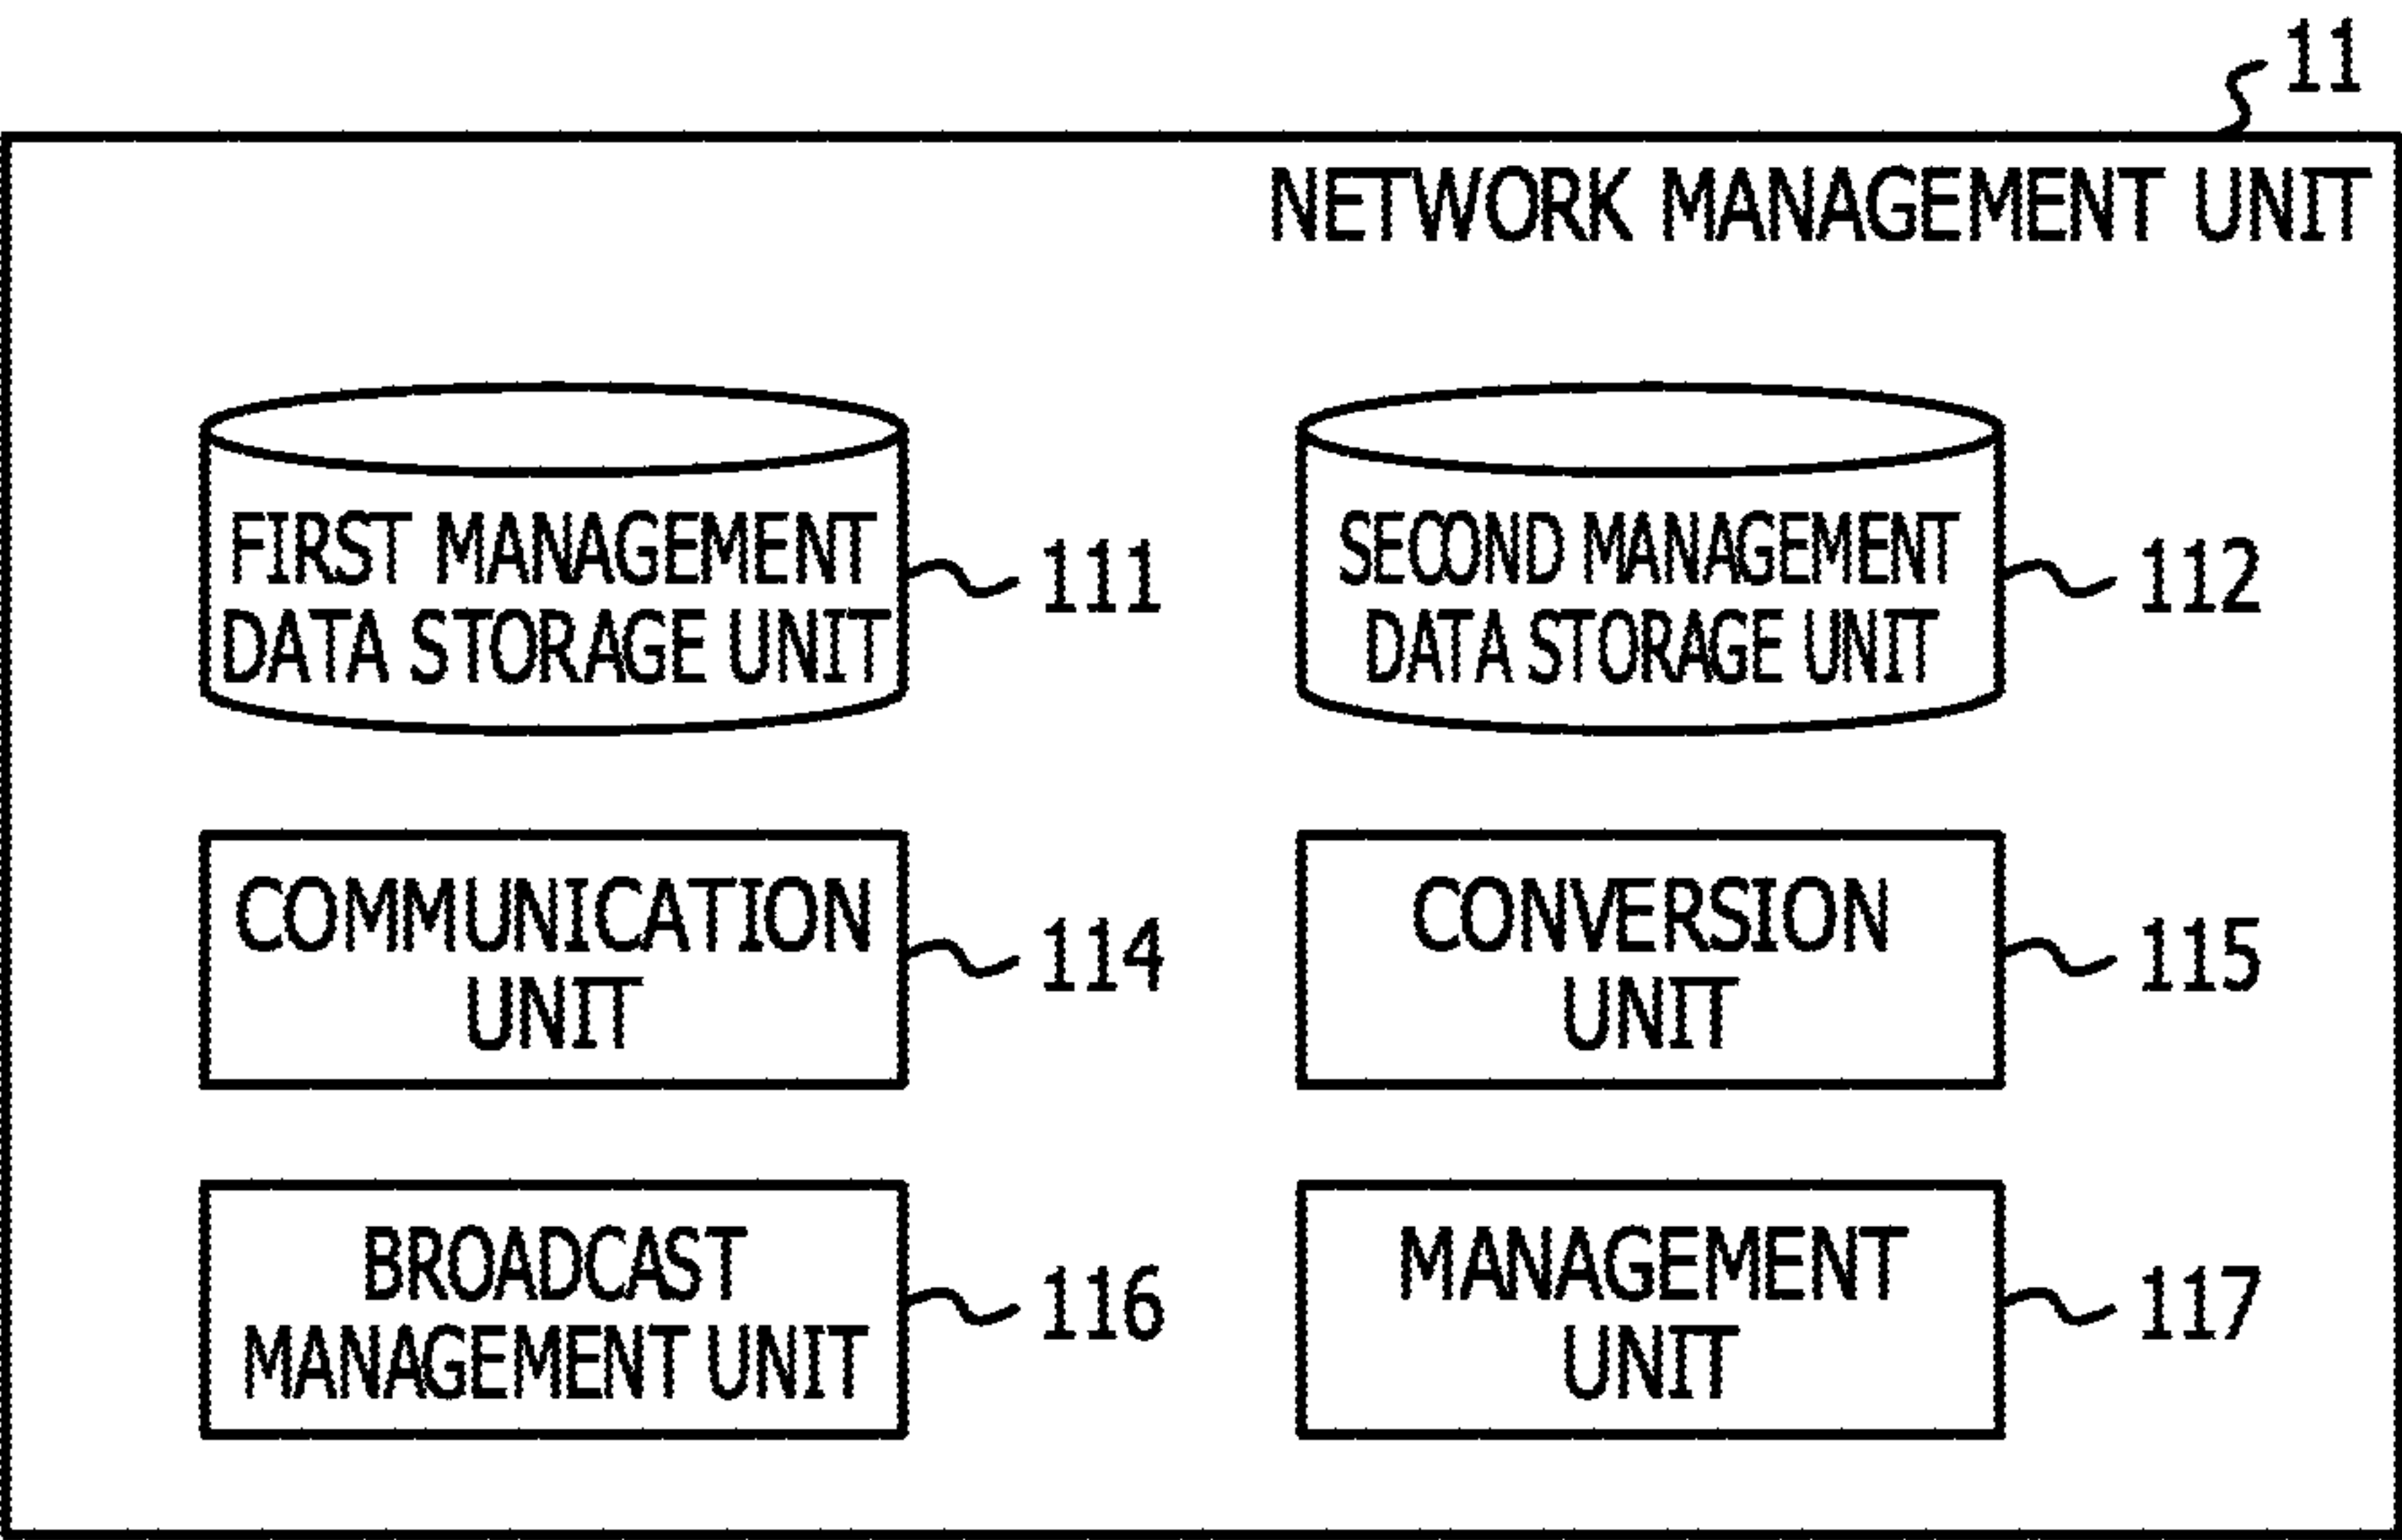 11
NETWORK MANAGEMENT UNIT
FIRST MANAGEMENT
DATA STORAGE UNIT
111
SECOND MANAGEMENT
DATA STORAGE UNIT
112
COMMUNICATION
UNIT
114
CONVERSION
UNIT
115
BROADCAST
MANAGEMENT UNIT
116
MANAGEMENT
UNIT
117